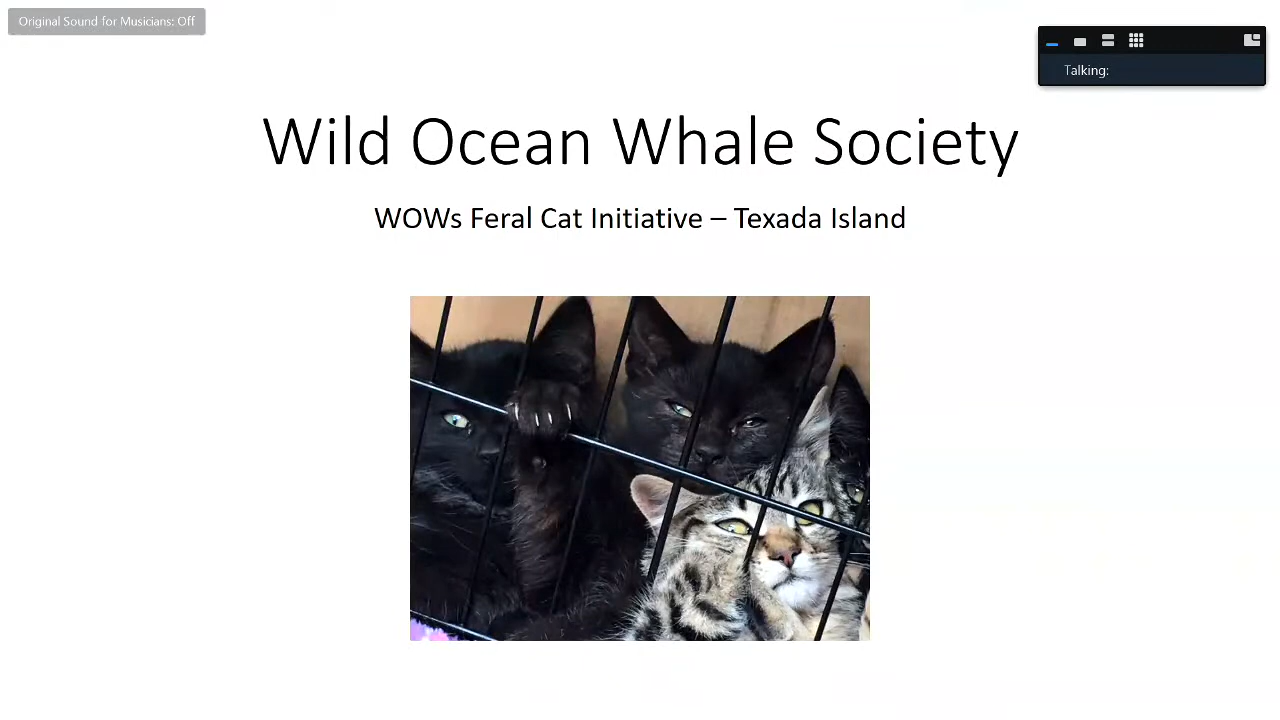 Original Sound for Musicians: Off
Talking:
Wild Ocean Whale Society
WOWs Feral Cat Initiative – Texada Island